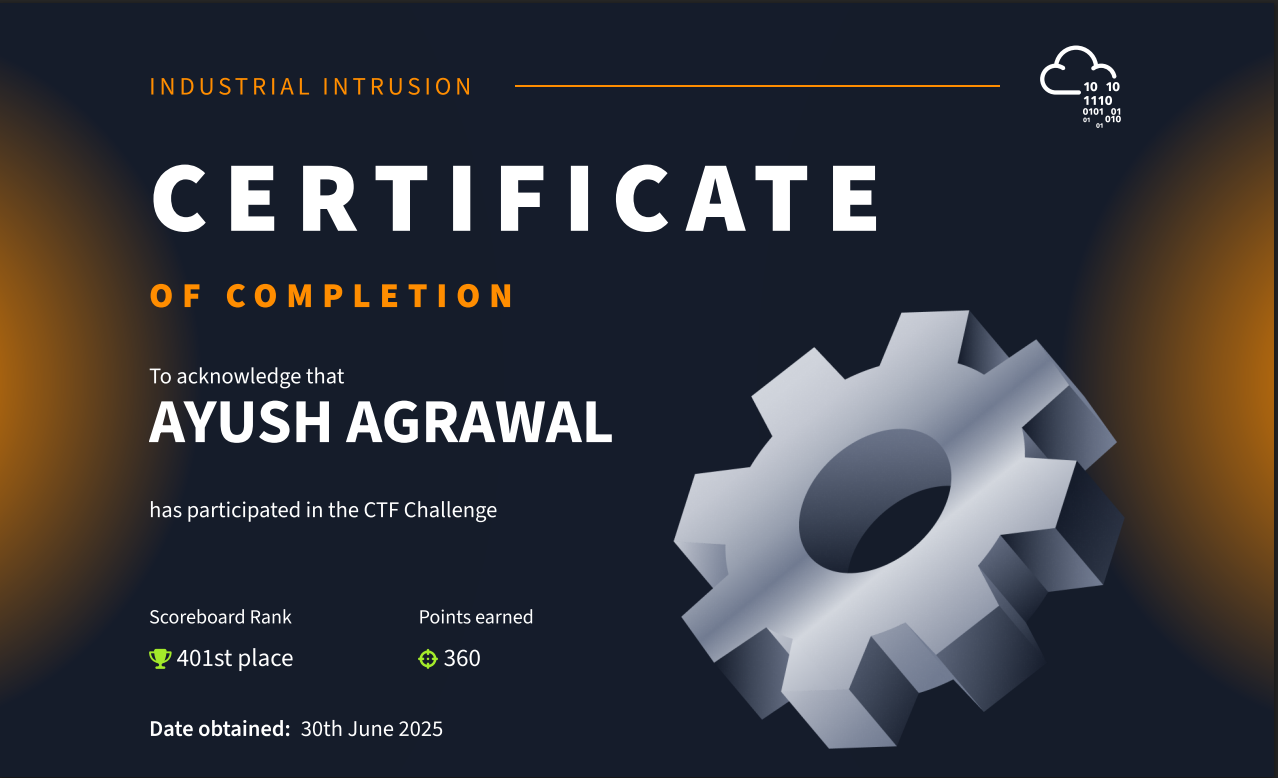 INDUSTRIAL INTRUSION
10 10
1110
0101 01
01 010
01
CERTIFICATE
OF COMPLETION
To acknowledge that
AYUSH AGRAWAL
has participated in the CTF Challenge
Scoreboard Rank Points earned
401st place 360
Date obtained: 30th June 2025